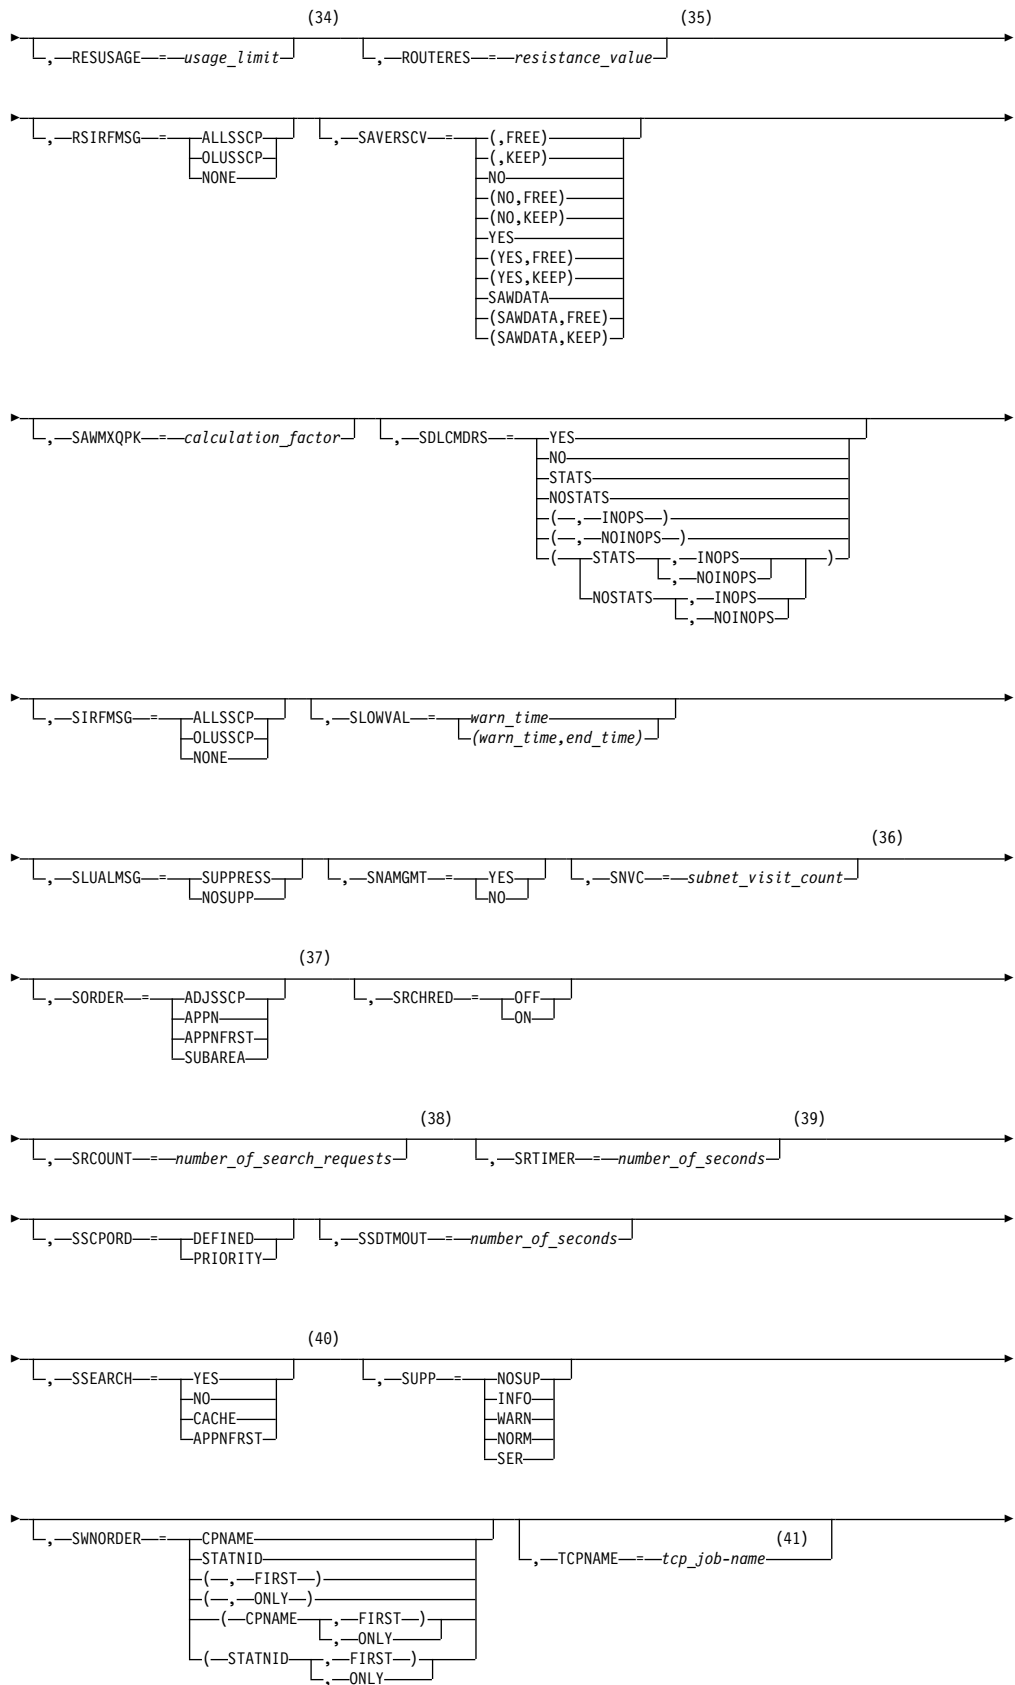 (34) (35)
,RESUSAGE=usage_limit ,ROUTERES=resistance_value
,RSIRFMSG= ALLSSCP ,SAVERSCV= (,FREE)
OLUSSCP (,KEEP)
NONE NO
(NO,FREE)
(NO,KEEP)
YES
(YES,FREE)
(YES,KEEP)
SAWDATA
(SAWDATA,FREE)
(SAWDATA,KEEP)
,SAWMXQPK=calculation_factor ,SDLCMDRS= YES
NO
STATS
NOSTATS
( , INOPS )
( , NOINOPS )
( STATS , INOPS )
, NOINOPS
NOSTATS , INOPS
, NOINOPS
,SIRFMSG= ALLSSCP ,SLOWVAL= warn_time
OLUSSCP (warn_time,end_time)
NONE
(36)
,SLUALMSG= SUPPRESS ,SNAMGMT= YES ,SNVC=subnet_visit_count
NOSUPP NO
(37)
,SORDER= ADJSSCP ,SRCHRED= OFF
APPN ON
APPNFRST
SUBAREA
(38) (39)
,SRCOUNT=number_of_search_requests ,SRTIMER=number_of_seconds
,SSCPORD= DEFINED ,SSDTMOUT=number_of_seconds
PRIORITY
(40)
,SSEARCH= YES ,SUPP= NOSUP
NO INFO
CACHE WARN
APPNFRST NORM
SER
,SWNORDER= CPNAME (41)
STATNID ,TCPNAME=tcp_job-name
( , FIRST )
( , ONLY )
( CPNAME , FIRST )
, ONLY
( STATNID , FIRST )
, ONLY